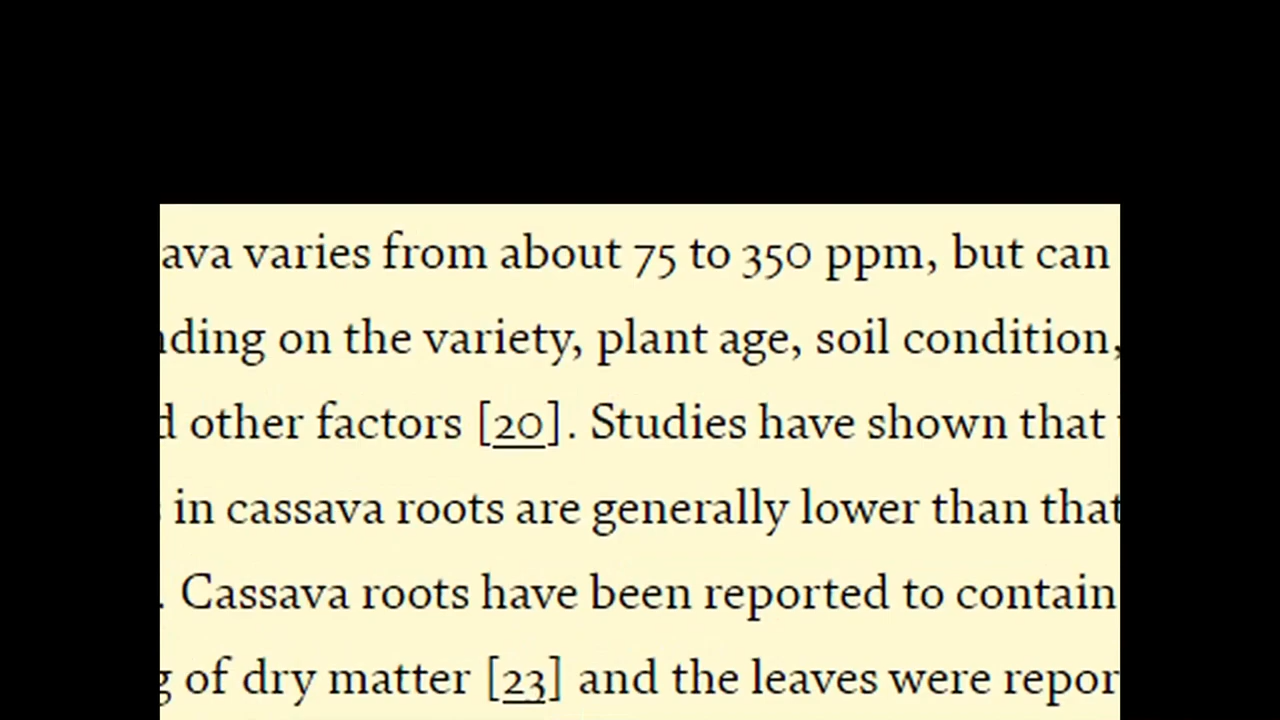 ava varies from about 75 to 350 ppm, but can
nding on the variety, plant age, soil condition,
d other factors [20]. Studies have shown that
in cassava roots are generally lower than that
. Cassava roots have been reported to contain
g of dry matter [23] and the leaves were repor